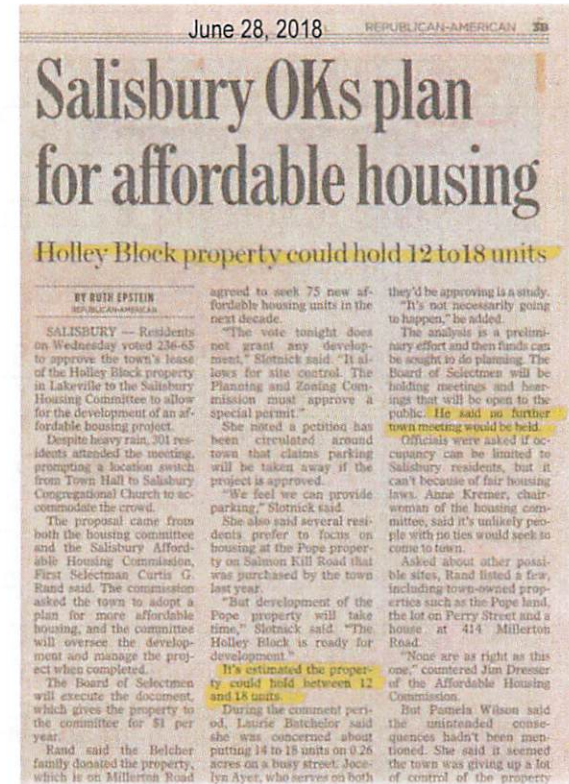 June 28, 2018
REPUBLICAN-AMERICAN 3B
Salisbury OKs plan
for affordable housing
Holley Block property could hold 12 to18 units
BY RUTH EPSTEIN
REPUBLICAN-AMERICAN
SALISBURY — Residents
on Wednesday voted 236-65
to approve the town's lease
of the Holley Block property
in Lakeville to the Salisbury
Housing Committee to allow
for the development of an af-
fordable housing project.
Despite heavy rain, 301 resi-
dents attended the meeting,
prompting a location switch
from Town Hall to Salisbury
Congregational Church to ac-
commodate the crowd.
The proposal came from
both the housing committee
and the Salisbury Afford-
able Housing Commission,
First Selectman Curtis G.
Rand said. The commission
asked the town to adopt a
plan for more affordable
housing, and the committee
will oversee the develop-
ment and manage the proj-
ect when completed.
The Board of Selectmen
will execute the document,
which gives the property to
the committee for $1 per
year.
Rand said the Belcher
family donated the property,
which is on Millerton Road
agreed to seek 75 new af-
fordable housing units in the
next decade.
"The vote tonight does
not grant any develop-
ment," Slotnick said. "It al-
lows for site control. The
Planning and Zoning Com-
mission must approve a
special permit."
She noted a petition has
been circulated around
town that claims parking
will be taken away if the
project is approved.
"We feel we can provide
parking," Slotnick said.
She also said several resi-
dents prefer to focus on
housing at the Pope proper-
ty on Salmon Kill Road that
was purchased by the town
last year.
"But development of the
Pope property will take
time," Slotnick said. "The
Holley Block is ready for
development."
It's estimated the proper-
ty could hold between 12
and 18 units.
During the comment peri-
od, Laurie Batchelor said
she was concerned about
putting 14 to 18 units on 0.26
acres on a busy street. Joce-
lyn Ayer, who serves on both
they'd be approving is a study.
"It's not necessarily going
to happen," he added.
The analysis is a prelimi-
nary effort and then funds can
be sought to do planning. The
Board of Selectmen will be
holding meetings and hear-
ings that will be open to the
public. He said no further
town meeting would be held.
Officials were asked if oc-
cupancy can be limited to
Salisbury residents, but it
can't because of fair housing
laws. Anne Kremer, chair-
woman of the housing com-
mittee, said it's unlikely peo-
ple with no ties would seek to
come to town.
Asked about other possi-
ble sites, Rand listed a few,
including town-owned prop-
erties such as the Pope land,
the lot on Perry Street and a
house at 414 Millerton
Road.
"None are as right as this
one," countered Jim Dresser
of the Affordable Housing
Commission.
But Pamela Wilson said
the unintended conse-
quences hadn't been men-
tioned. She said it seemed
the town was giving up a lot
of control of the property